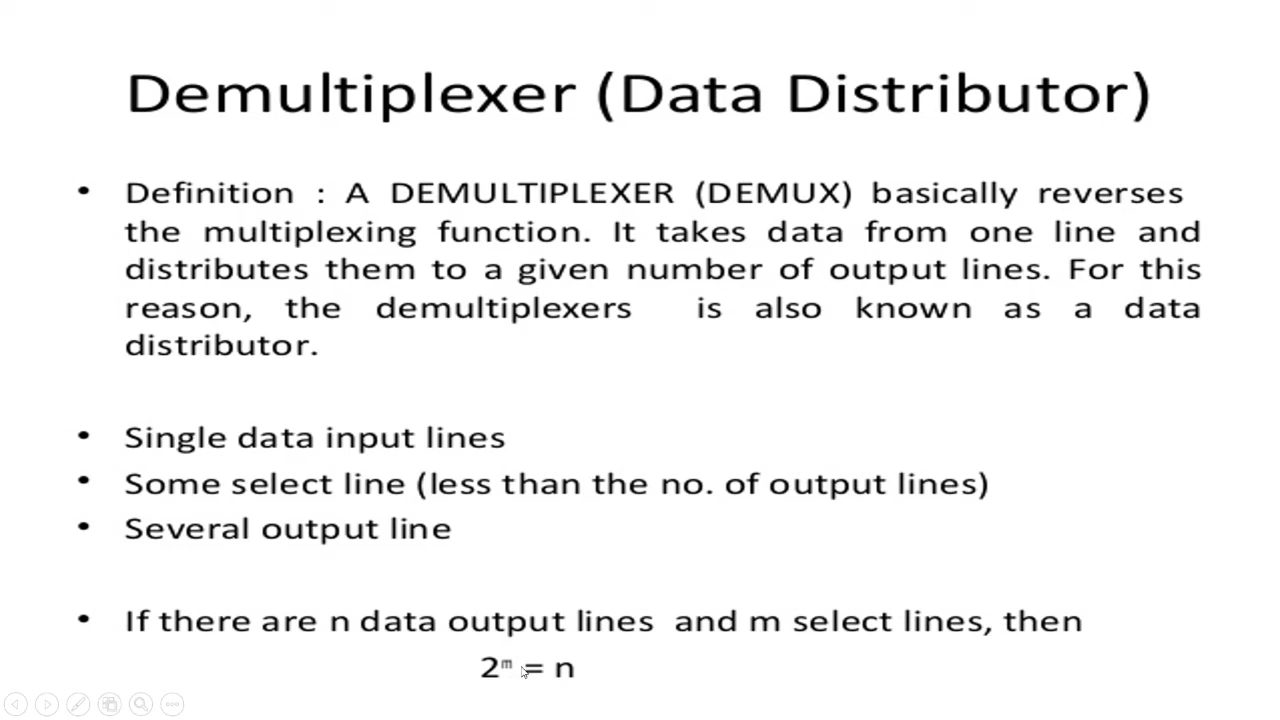 Demultiplexer (Data Distributor)
• Definition : A DEMULTIPLEXER (DEMUX) basically reverses
the multiplexing function. It takes data from one line and
distributes them to a given number of output lines. For this
reason, the demultiplexers is also known as a data
distributor.
• Single data input lines
• Some select line (less than the no. of output lines)
• Several output line
• If there are n data output lines and m select lines, then
2ᵐ = n